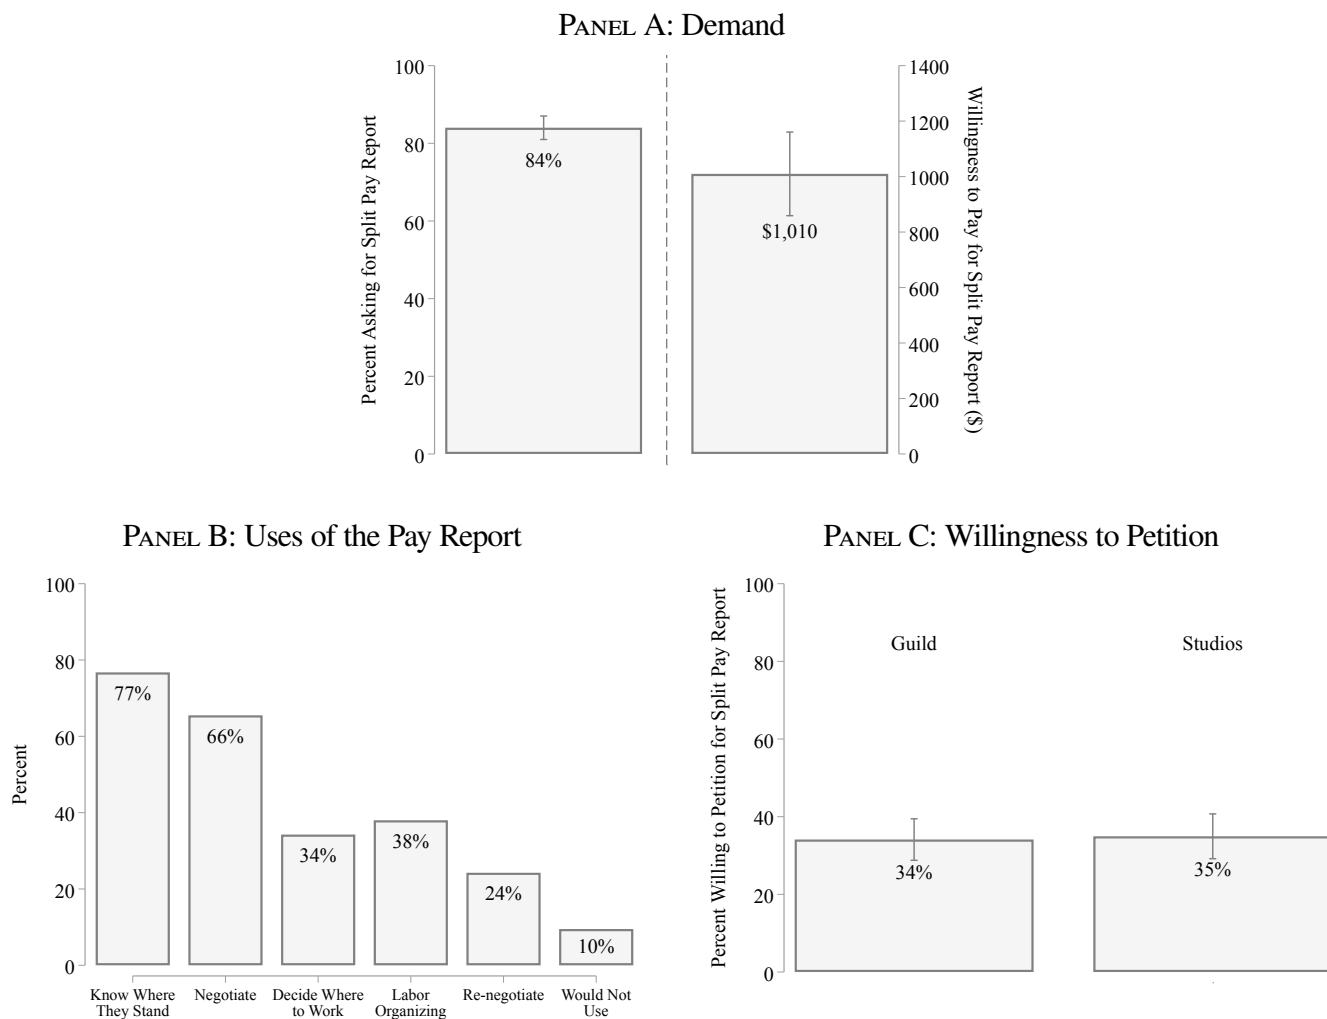 PANEL A: Demand
Percent Asking for Split Pay Report
100
80
60
40
20
0
84%
$1,010
1400
1200
1000
800
600
400
200
0
Willingness to Pay for Split Pay Report ($)
PANEL B: Uses of the Pay Report
Percent
100
80
60
40
20
0
77%
66%
34%
38%
24%
10%
Know Where They Stand
Negotiate
Decide Where to Work
Labor Organizing
Re-negotiate
Would Not Use
PANEL C: Willingness to Petition
Percent Willing to Petition for Split Pay Report
100
80
60
40
20
0
Guild
Studios
34%
35%